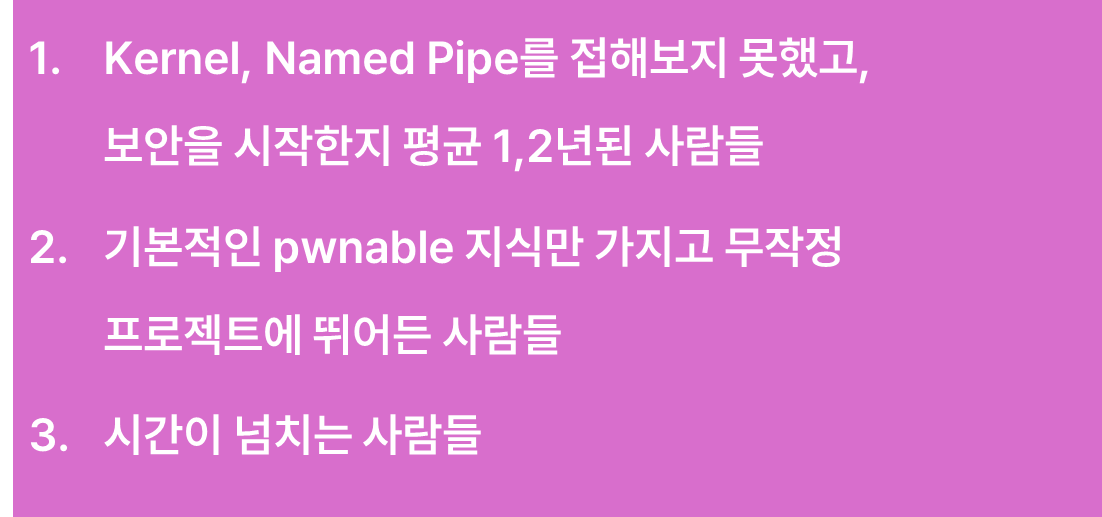 1. Kernel, Named Pipe를 접해보지 못했고,
보안을 시작한지 평균 1,2년된 사람들
2. 기본적인 pwnable 지식만 가지고 무작정
프로젝트에 뛰어든 사람들
3. 시간이 넘치는 사람들